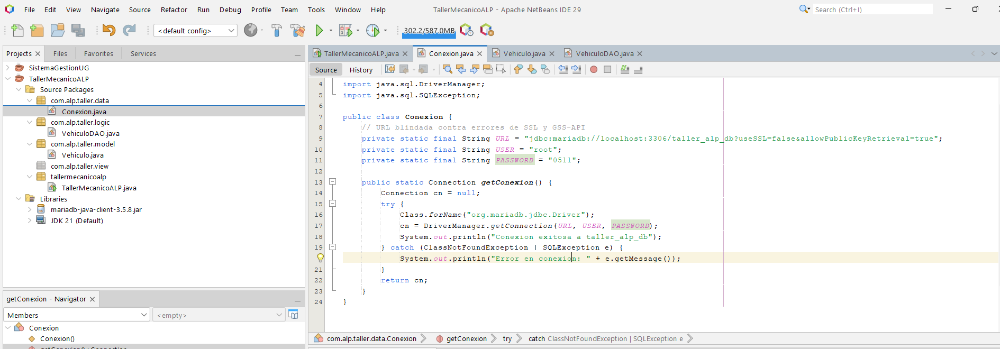 File Edit View Navigate Source Refactor Run Debug Profile Team Tools Window Help TallerMecanicoALP - Apache NetBeans IDE 29 Search (Ctrl+I)
<default config> 302.2/587.0MB
Projects Files Favorites Services
SistemaGestionUG
TallerMecanicoALP
Source Packages
com.alp.taller.data
Conexion.java
com.alp.taller.logic
VehiculoDAO.java
com.alp.taller.model
Vehiculo.java
com.alp.taller.view
tallermecanicoalp
TallerMecanicoALP.java
Libraries
mariadb-java-client-3.5.8.jar
JDK 21 (Default)
getConexion - Navigator
Members <empty>
Conexion
Conexion()
getConexion() : Connection
TallerMecanicoALP.java Conexion.java Vehiculo.java VehiculoDAO.java
Source History
4 import java.sql.DriverManager;
5 import java.sql.SQLException;
6
7 public class Conexion {
8 // URL blindada contra errores de SSL y GSS-API
9 private static final String URL = "jdbc:mariadb://localhost:3306/taller_alp_db?useSSL=false&allowPublicKeyRetrieval=true";
10 private static final String USER = "root";
11 private static final String PASSWORD = "0511";
12
13 public static Connection getConexion() {
14 Connection cn = null;
15 try {
16 Class.forName("org.mariadb.jdbc.Driver");
17 cn = DriverManager.getConnection(URL, USER, PASSWORD);
18 System.out.println("Conexion exitosa a taller_alp_db");
19 } catch (ClassNotFoundException | SQLException e) {
System.out.println("Error en conexion: " + e.getMessage());
21 }
22 return cn;
23 }
24 }
com.alp.taller.data.Conexion getConexion try catch ClassNotFoundException | SQLException e